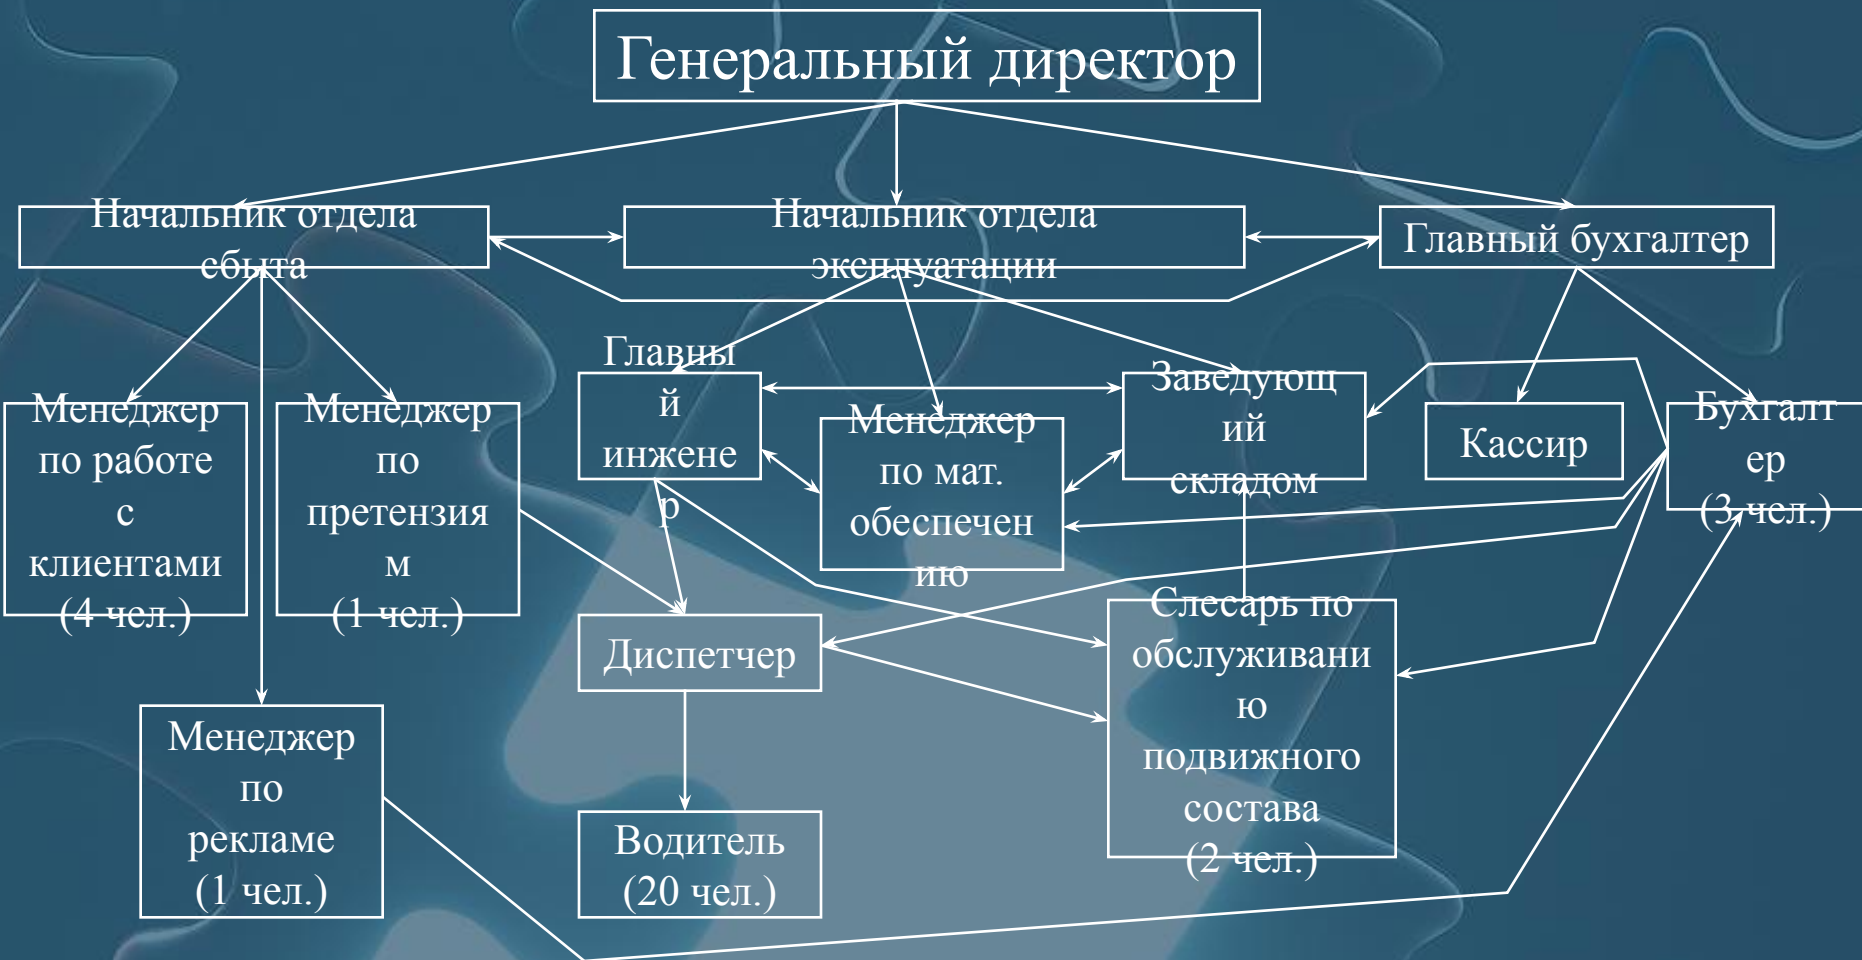 Генеральный директор
Начальник отдела
сбыта
Начальник отдела
эксплуатации
Главный бухгалтер
Менеджер
по работе
с
клиентами
(4 чел.)
Менеджер
по
претензия
м
(1 чел.)
Главны
й
инжене
р
Менеджер
по мат.
обеспечен
ию
Заведующ
ий
складом
Кассир
Бухгалт
ер
(3 чел.)
Диспетчер
Слесарь по
обслуживани
ю
подвижного
состава
(2 чел.)
Менеджер
по
рекламе
(1 чел.)
Водитель
(20 чел.)